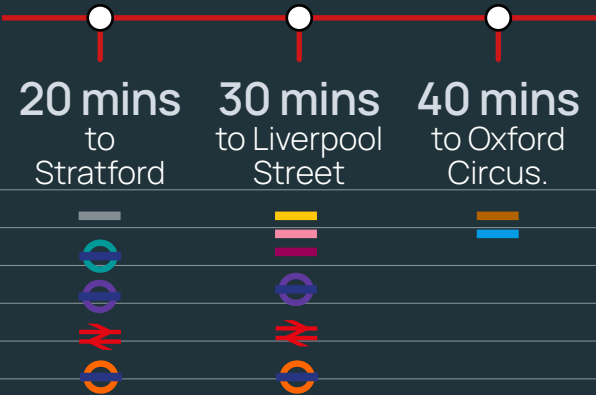 20 mins
to
Stratford
30 mins
to Liverpool
Street
40 mins
to Oxford
Circus.